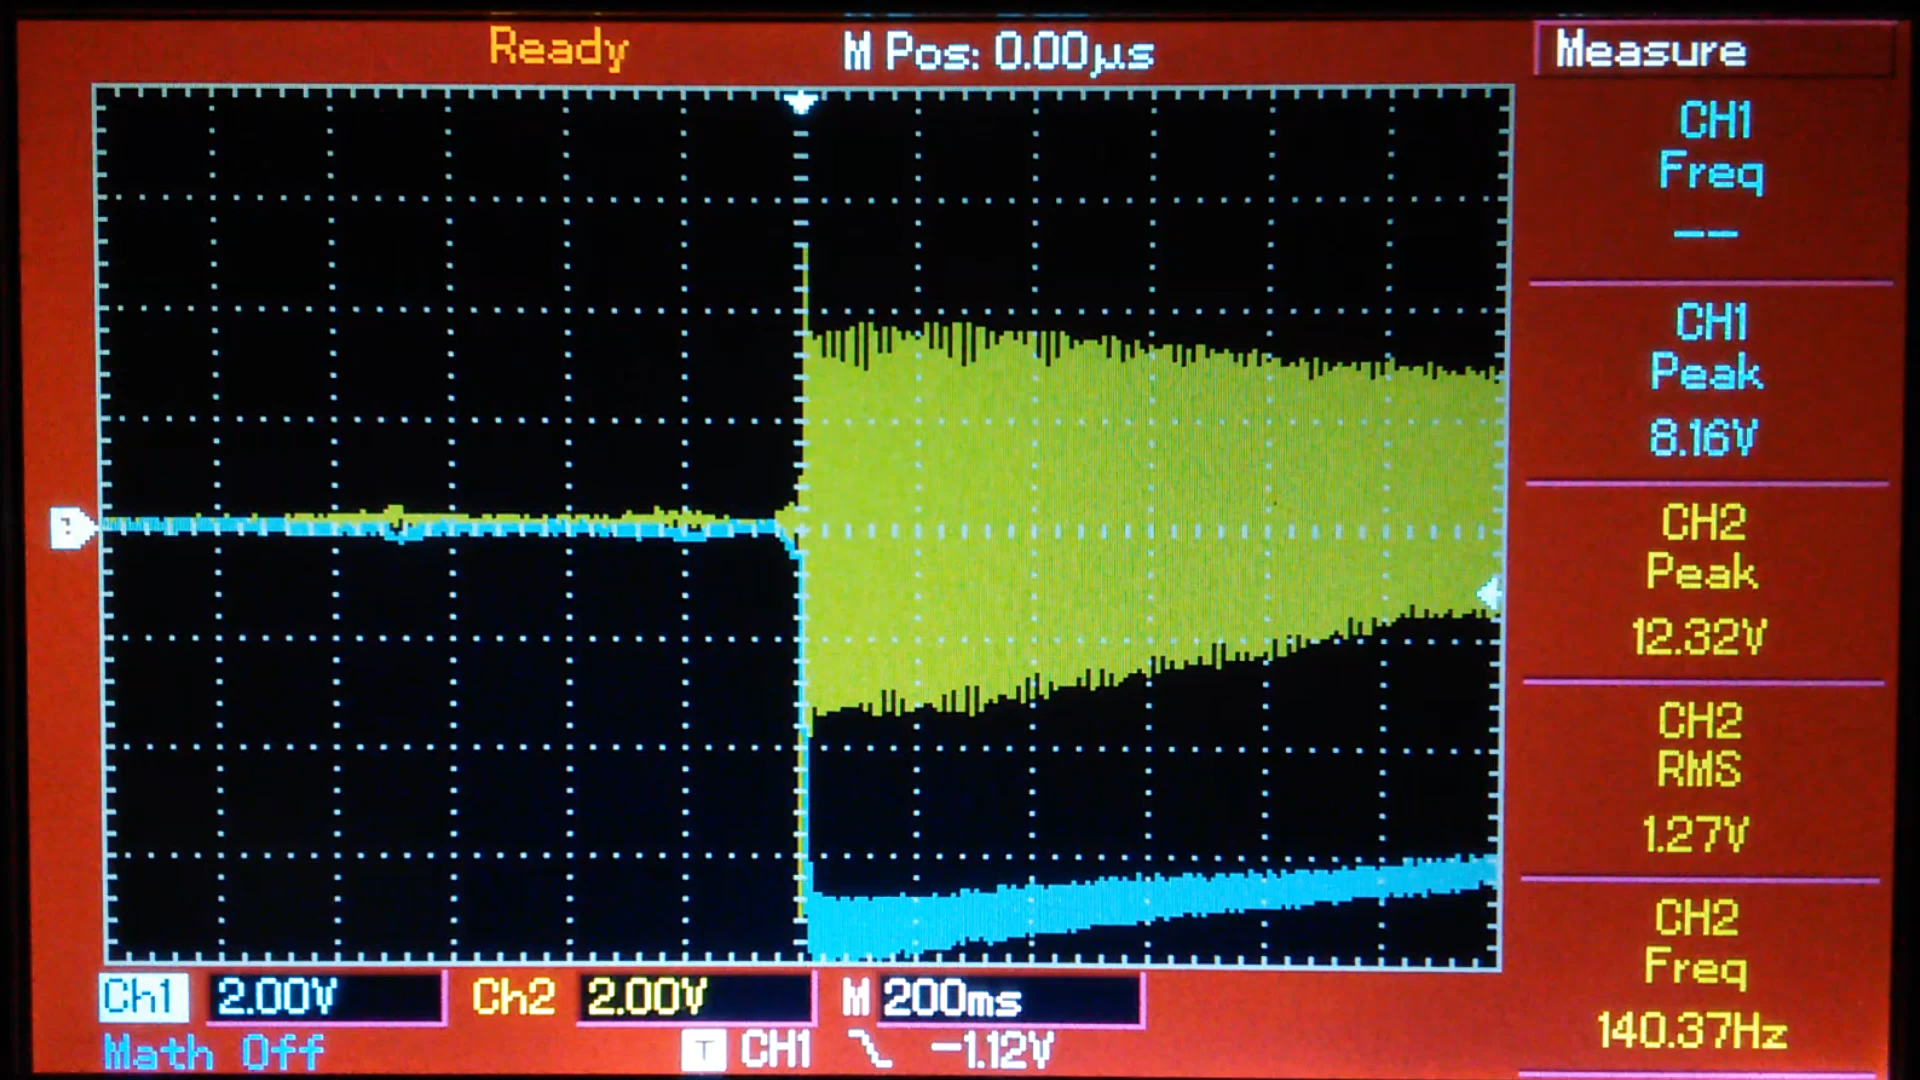 Ready M Pos: 0.00µs Measure
CH1
Freq
--
CH1
Peak
8.16V
CH2
Peak
12.32V
CH2
RMS
1.27V
CH2
Freq
140.37Hz
Ch1 2.00V Ch2 2.00V M 200ms
Math Off T CH1 -1.12V